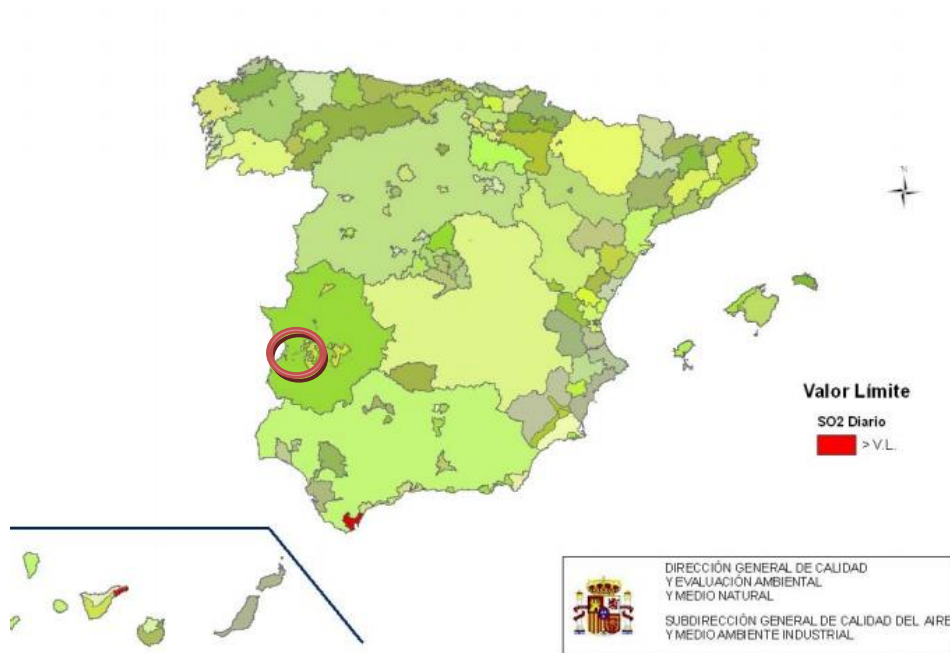 N
Valor Límite
SO2 Diario
> V.L.
DIRECCIÓN GENERAL DE CALIDAD
Y EVALUACIÓN AMBIENTAL
Y MEDIO NATURAL
SUBDIRECCIÓN GENERAL DE CALIDAD DEL AIRE
Y MEDIO AMBIENTE INDUSTRIAL